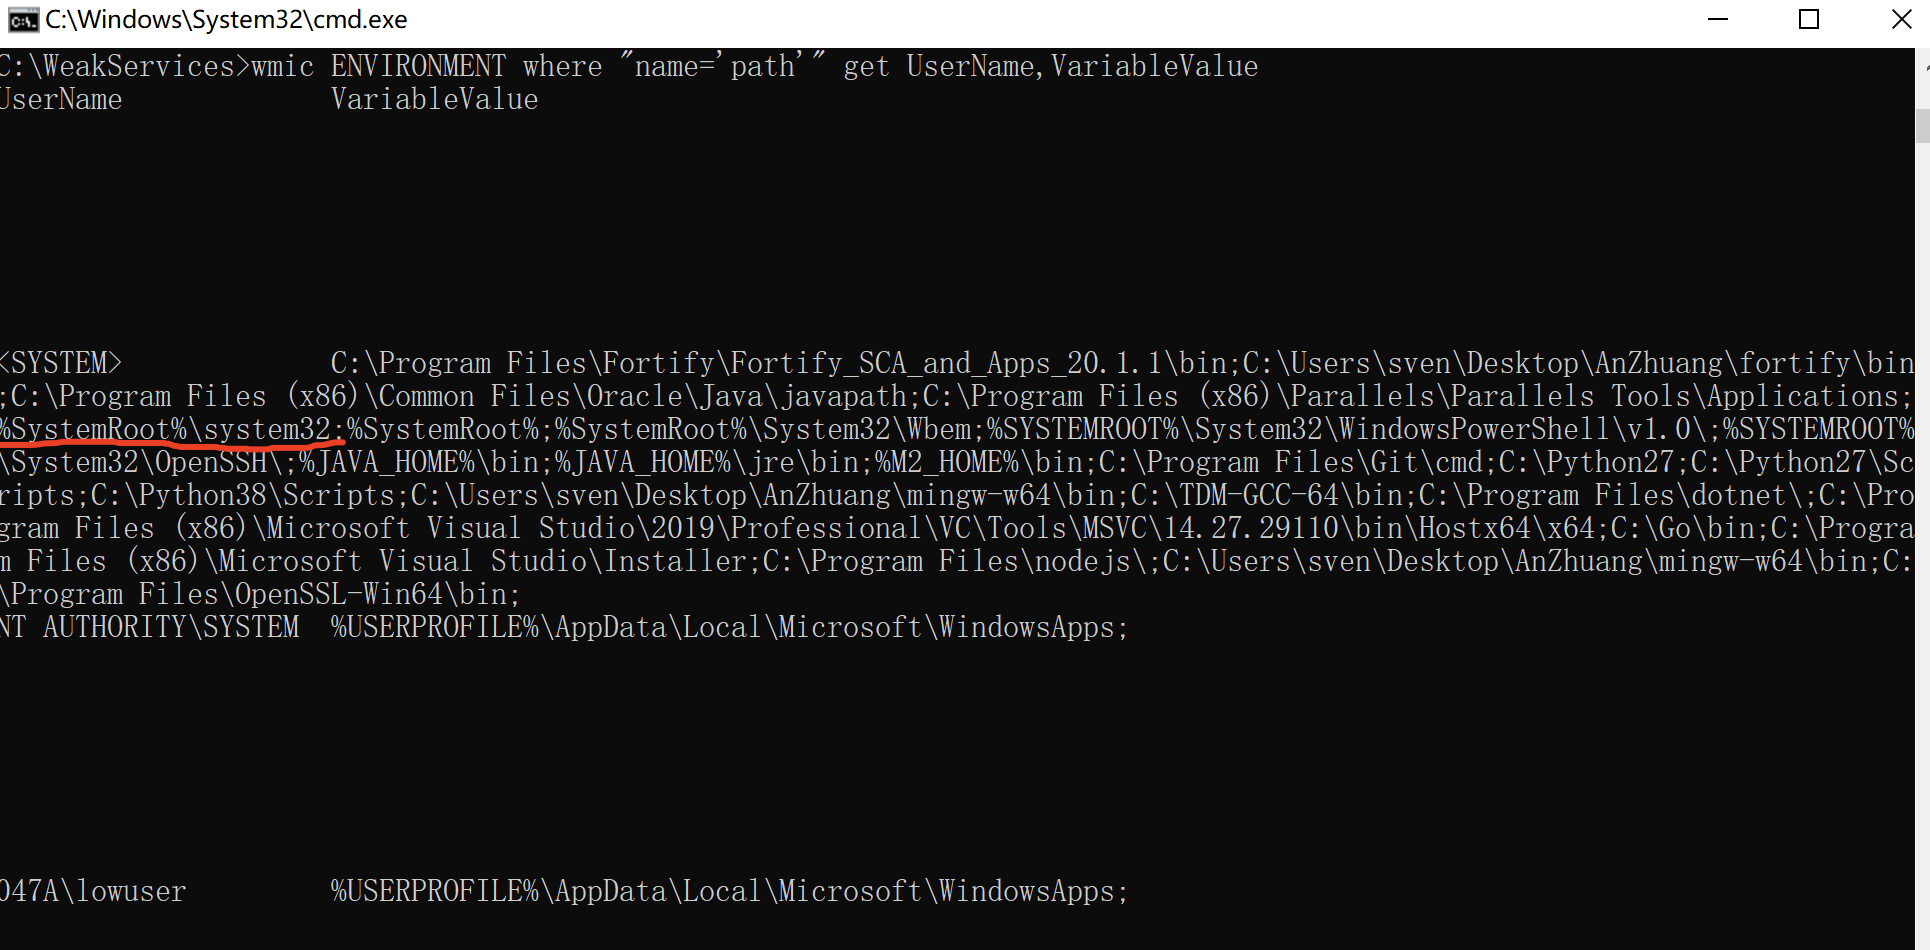 C:\Windows\System32\cmd.exe
C:\WeakServices>wmic ENVIRONMENT where "name='path'" get UserName,VariableValue
UserName             VariableValue
<SYSTEM>             C:\Program Files\Fortify\Fortify_SCA_and_Apps_20.1.1\bin;C:\Users\sven\Desktop\AnZhuang\fortify\bin
;C:\Program Files (x86)\Common Files\Oracle\Java\javapath;C:\Program Files (x86)\Parallels\Parallels Tools\Applications;
%SystemRoot%\system32;%SystemRoot%;%SystemRoot%\System32\Wbem;%SYSTEMROOT%\System32\WindowsPowerShell\v1.0\;%SYSTEMROOT%
\System32\OpenSSH\;%JAVA_HOME%\bin;%JAVA_HOME%\jre\bin;%M2_HOME%\bin;C:\Program Files\Git\cmd;C:\Python27;C:\Python27\Sc
ripts;C:\Python38\Scripts;C:\Users\sven\Desktop\AnZhuang\mingw-w64\bin;C:\TDM-GCC-64\bin;C:\Program Files\dotnet\;C:\Pro
gram Files (x86)\Microsoft Visual Studio\2019\Professional\VC\Tools\MSVC\14.27.29110\bin\Hostx64\x64;C:\Go\bin;C:\Progra
m Files (x86)\Microsoft Visual Studio\Installer;C:\Program Files\nodejs\;C:\Users\sven\Desktop\AnZhuang\mingw-w64\bin;C:
\Program Files\OpenSSL-Win64\bin;
NT AUTHORITY\SYSTEM  %USERPROFILE%\AppData\Local\Microsoft\WindowsApps;
047A\lowuser         %USERPROFILE%\AppData\Local\Microsoft\WindowsApps;